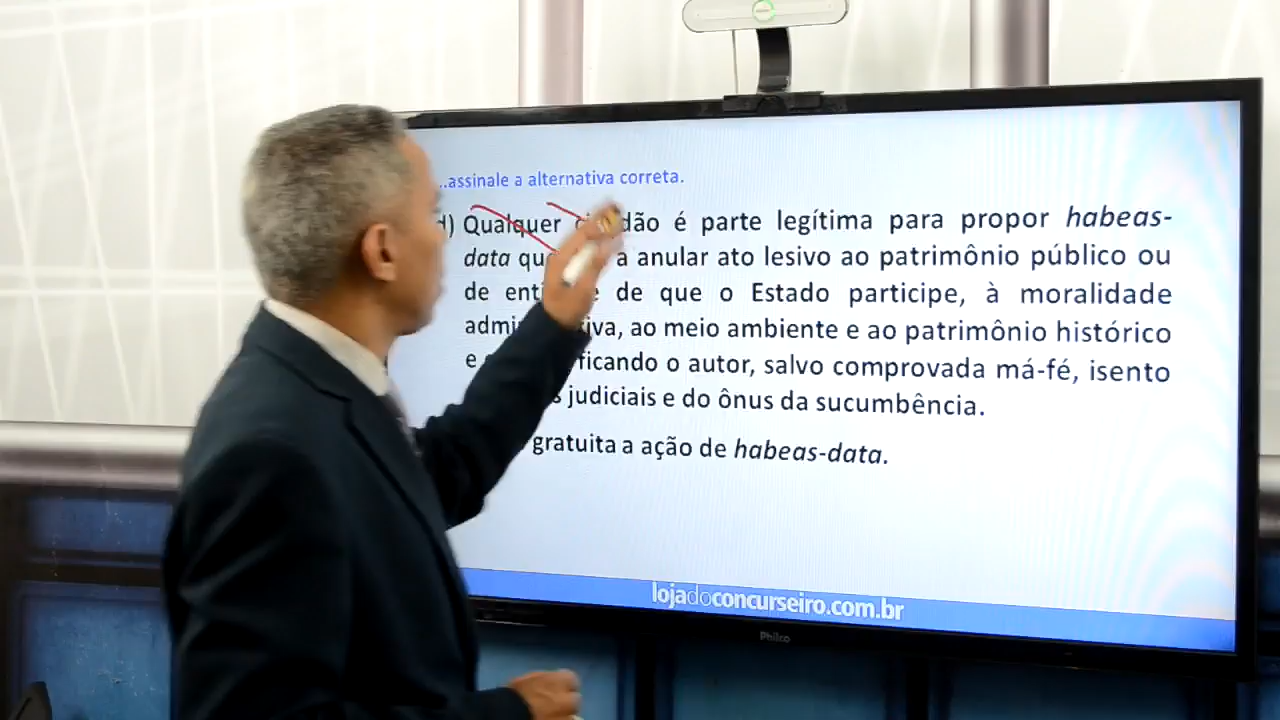 ..assinale a alternativa correta.
d) Qualquer é parte legítima para propor habeas-
data a anular ato lesivo ao patrimônio público ou
de de que o Estado participe, à moralidade
ao meio ambiente e ao patrimônio histórico
e o autor, salvo comprovada má-fé, isento
judiciais e do ônus da sucumbência.
gratuita a ação de habeas-data.
lojadoconcurseiro.com.br
Philco